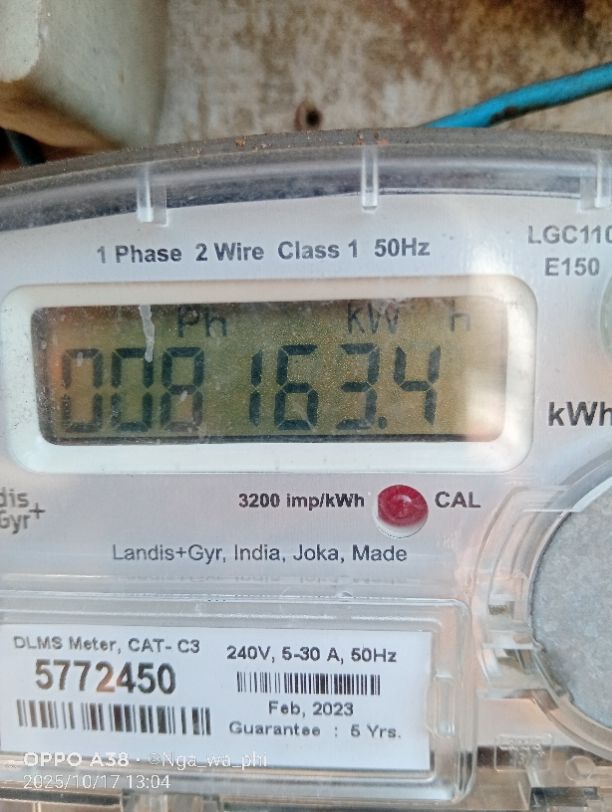 1 Phase 2 Wire Class 1 50Hz
LGC110
E150
Ph kW h
008163.4
kWh
dis
Gyr+
3200 imp/kWh
CAL
Landis+Gyr, India, Joka, Made
DLMS Meter, CAT- C3
5772450
240V, 5-30 A, 50Hz
Feb, 2023
Guarantee : 5 Yrs.
OPPO A38 · @Nga_wa_phi
2025/10/17 13:04